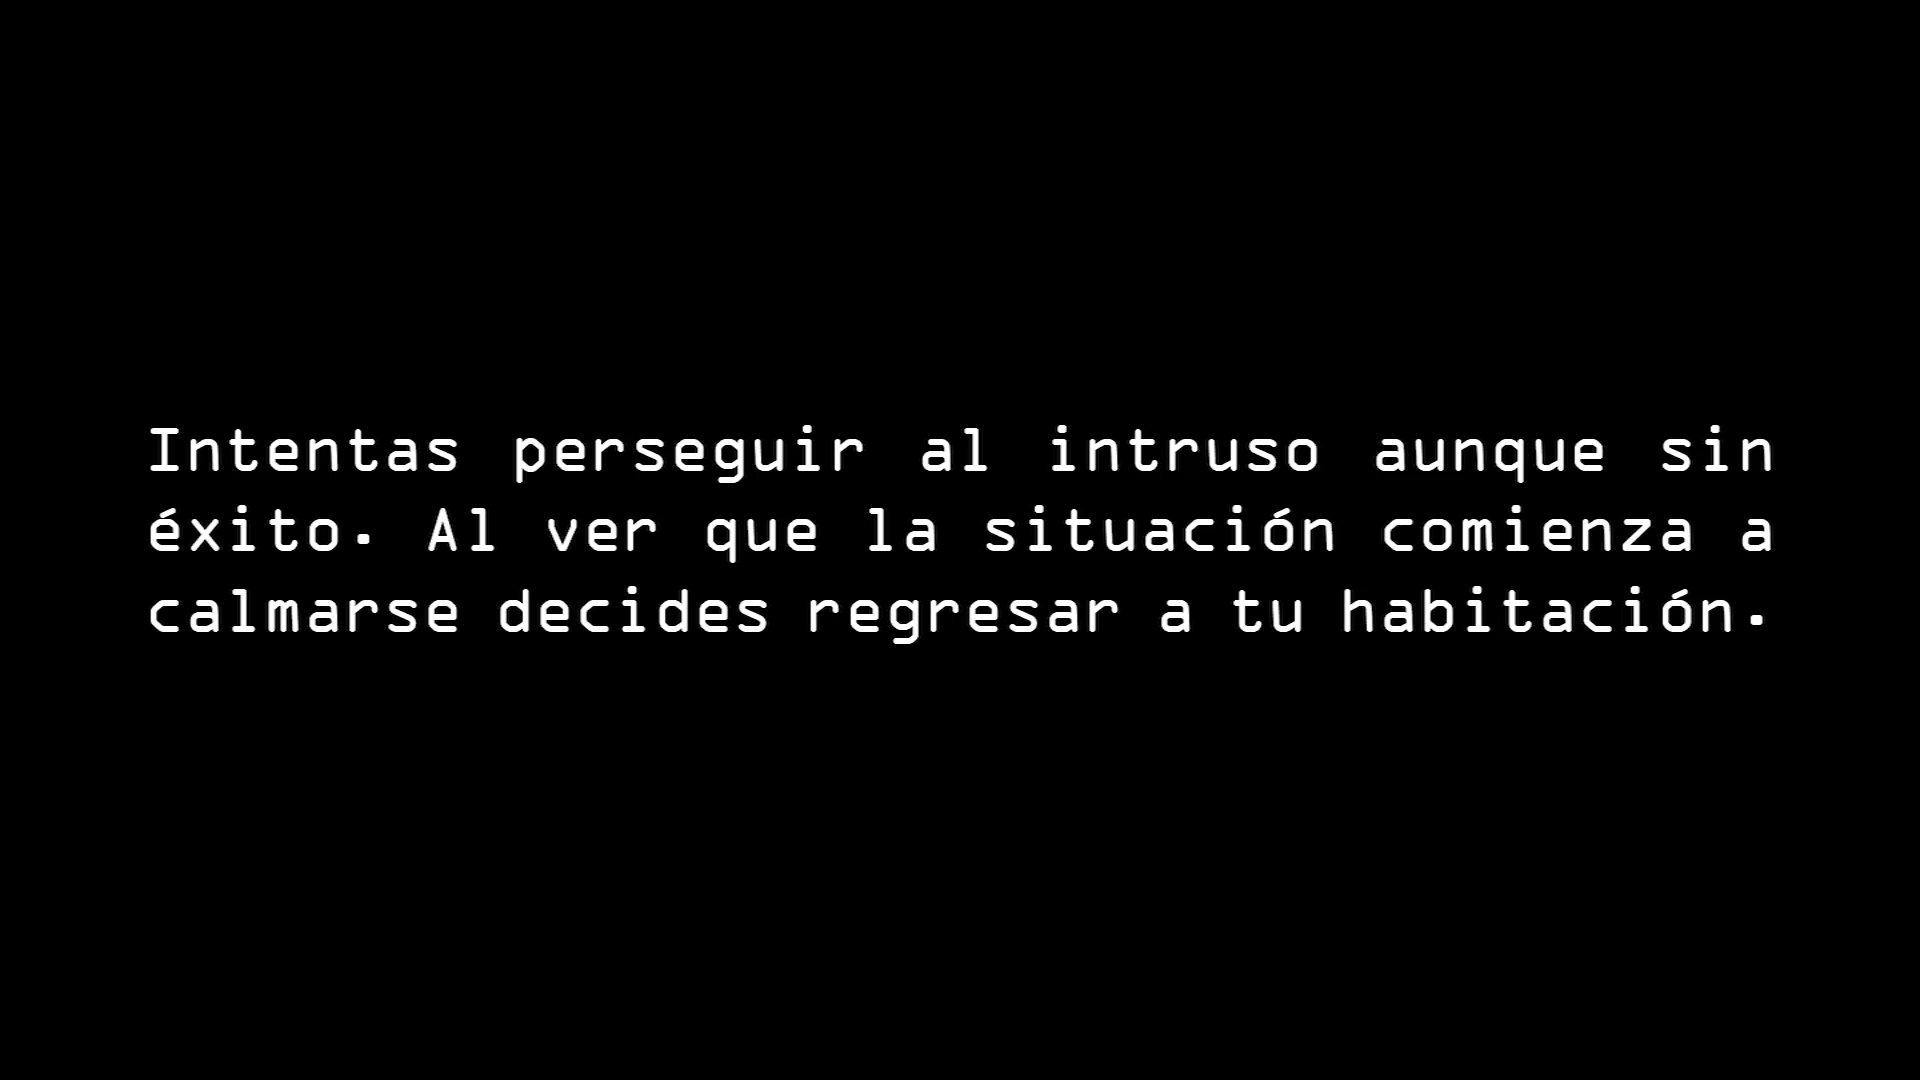 Intentas perseguir al intruso aunque sin
éxito. Al ver que la situación comienza a
calmarse decides regresar a tu habitación.